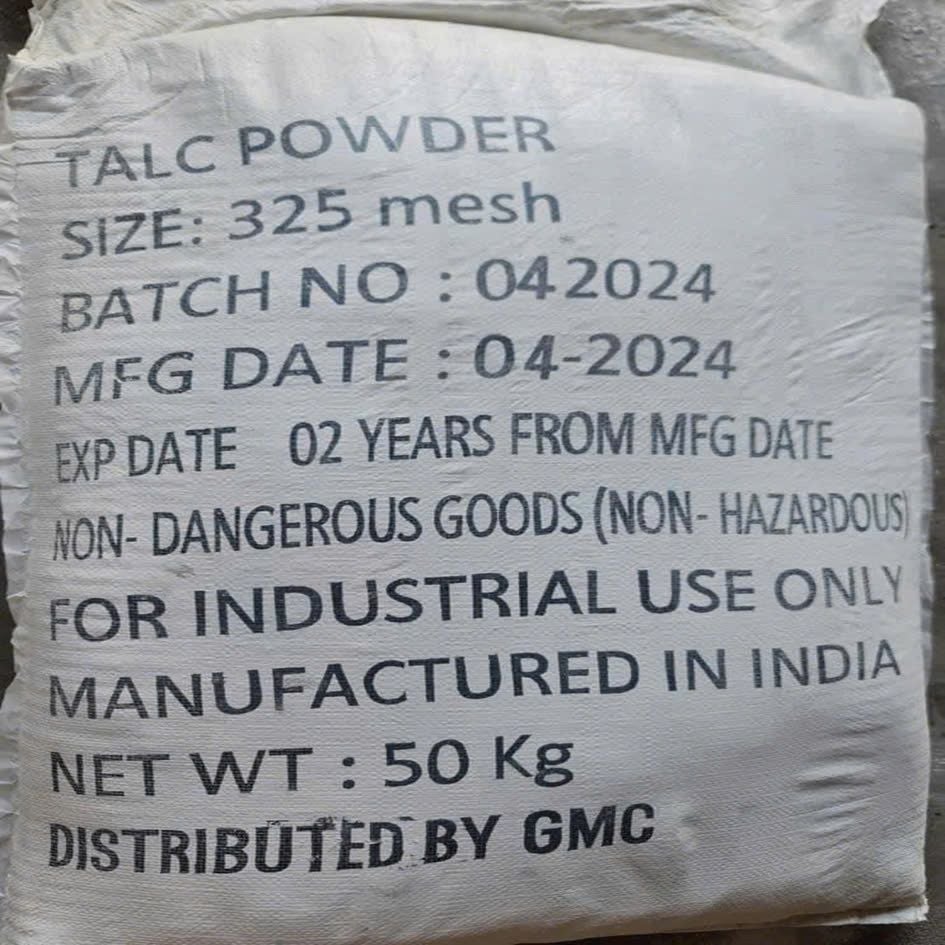 TALC POWDER
SIZE: 325 mesh
BATCH NO : 042024
MFG DATE : 04-2024
EXP DATE 02 YEARS FROM MFG DATE
NON- DANGEROUS GOODS (NON- HAZARDOUS)
FOR INDUSTRIAL USE ONLY
MANUFACTURED IN INDIA
NET WT : 50 Kg
DISTRIBUTED BY GMC